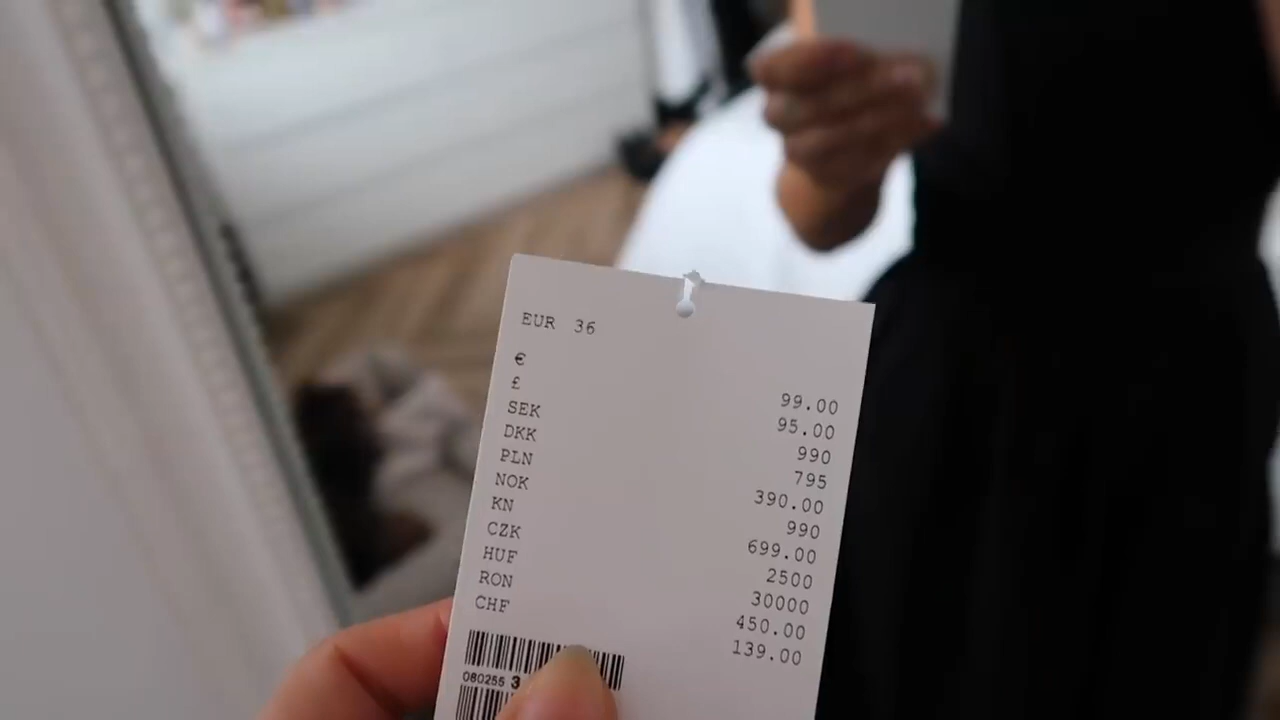 EUR 36
€ 99.00
£ 95.00
SEK 990
DKK 795
PLN 390.00
NOK 990
KN 699.00
CZK 2500
HUF 30000
RON 450.00
CHF 139.00
080255 3